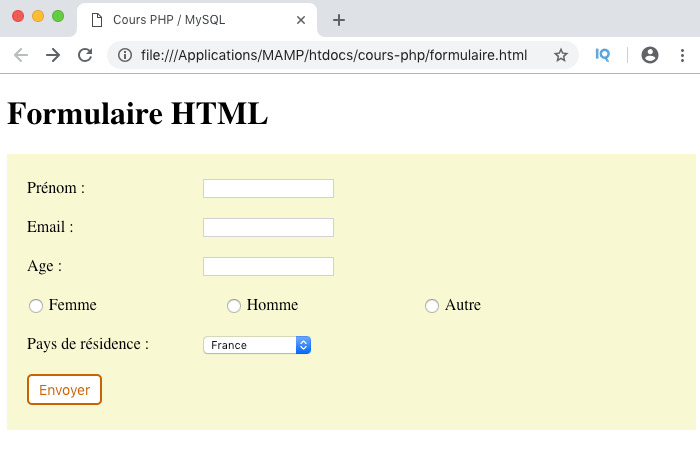 Cours PHP / MySQL
file:///Applications/MAMP/htdocs/cours-php/formulaire.html
IQ
Formulaire HTML
Prénom :
Email :
Age :
Femme Homme Autre
Pays de résidence : France
Envoyer